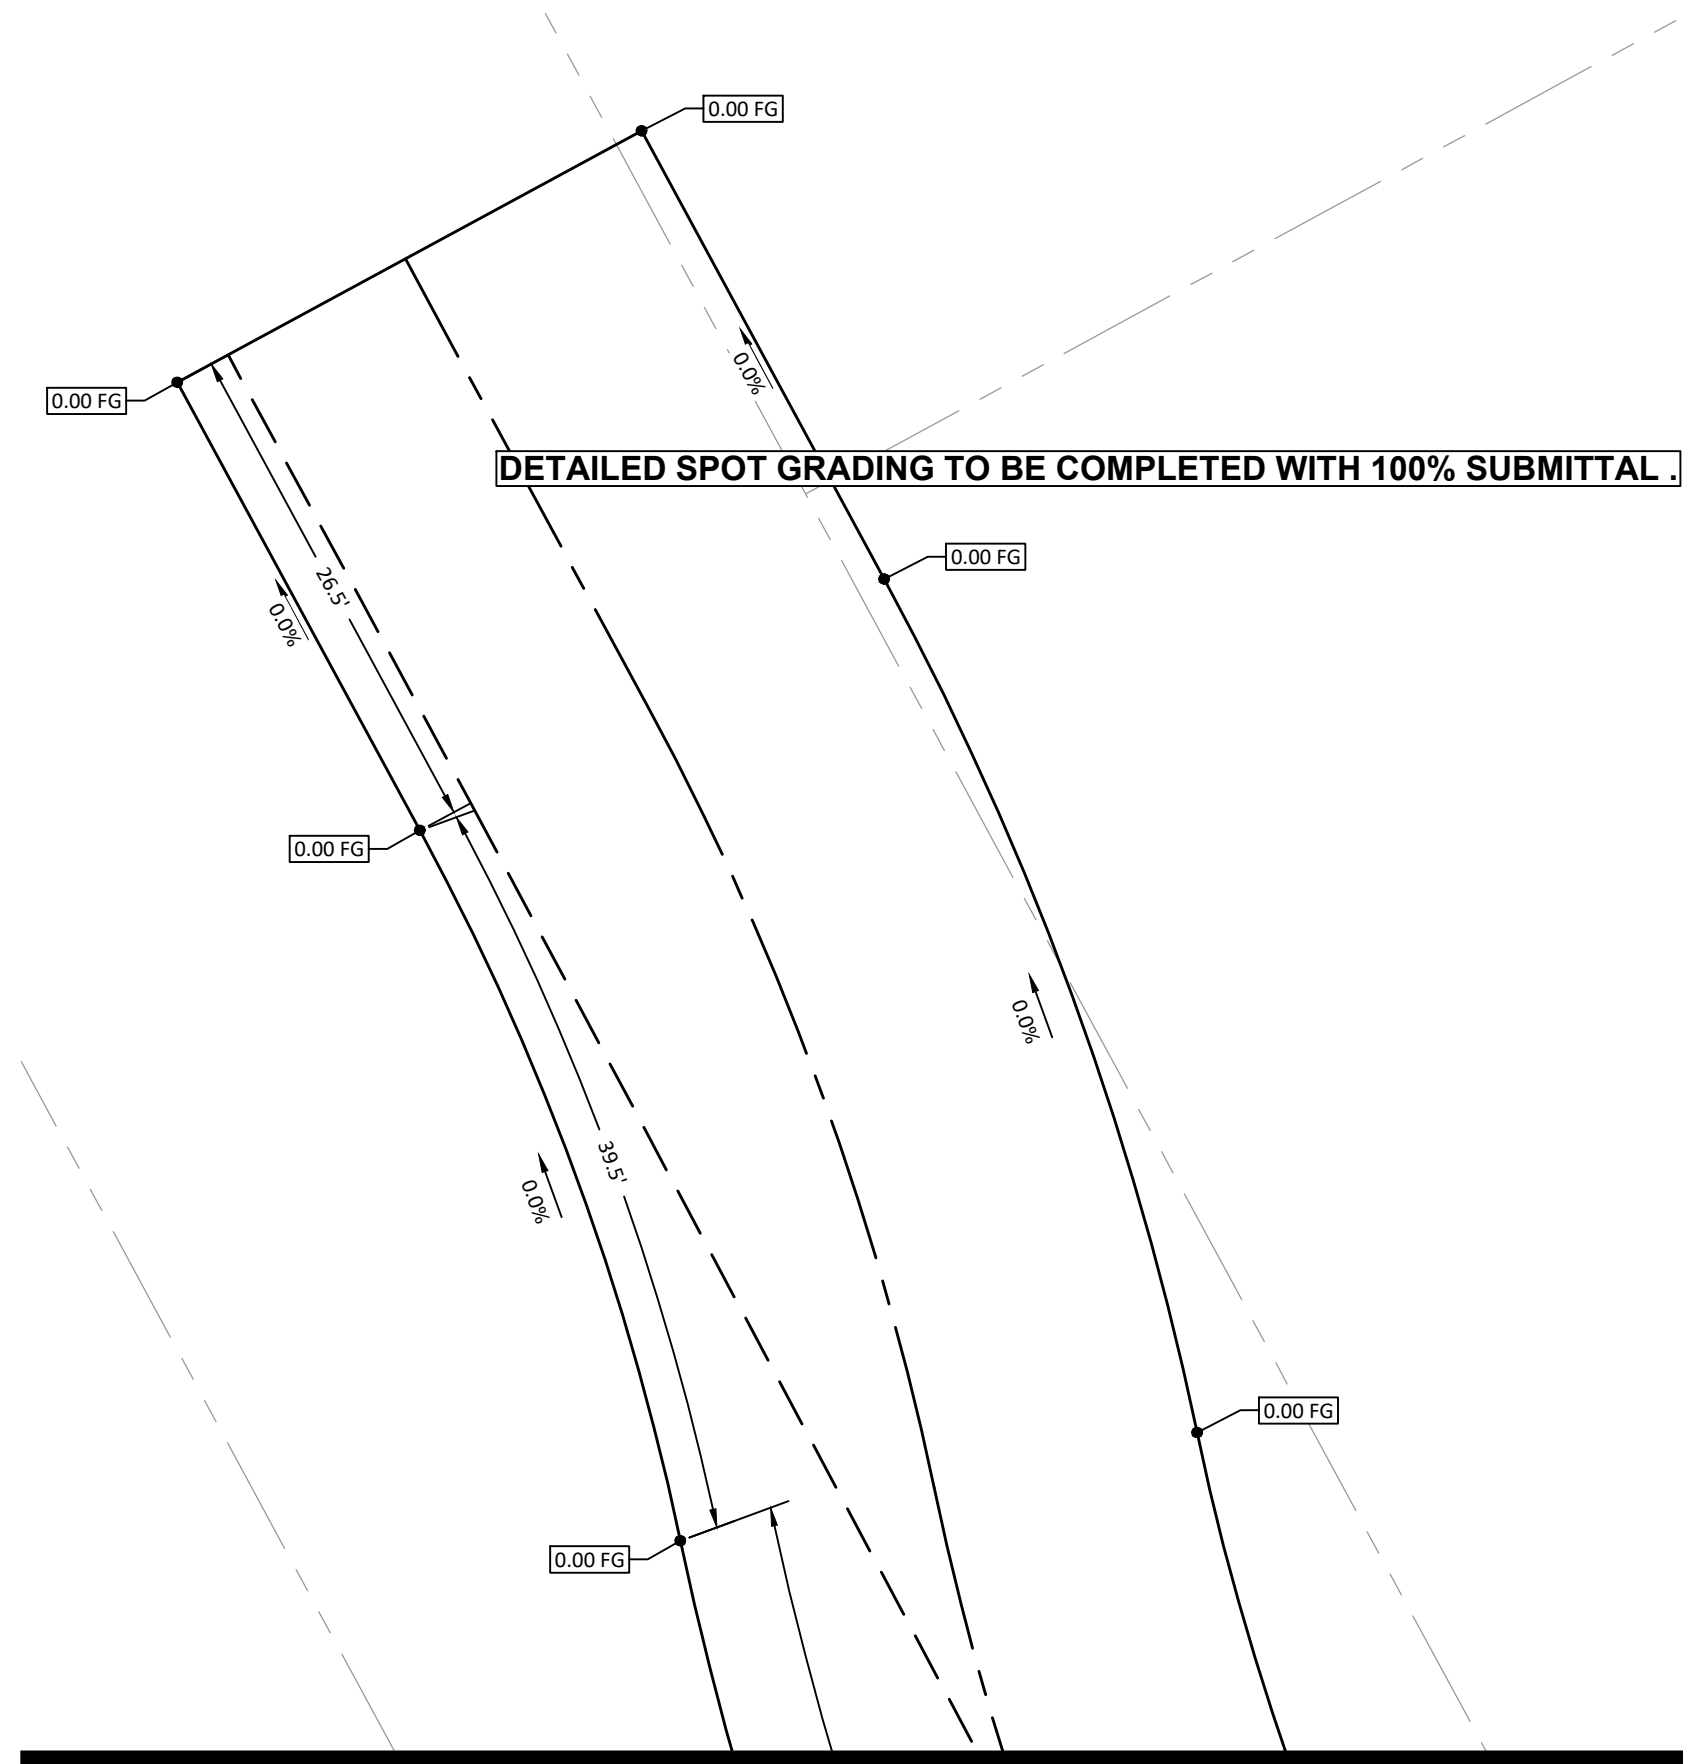 0.00 FG
0.0%
0.00 FG
DETAILED SPOT GRADING TO BE COMPLETED WITH 100% SUBMITTAL .
0.00 FG
26.5'
0.0%
0.00 FG
0.0%
39.5'
0.0%
0.00 FG
0.00 FG